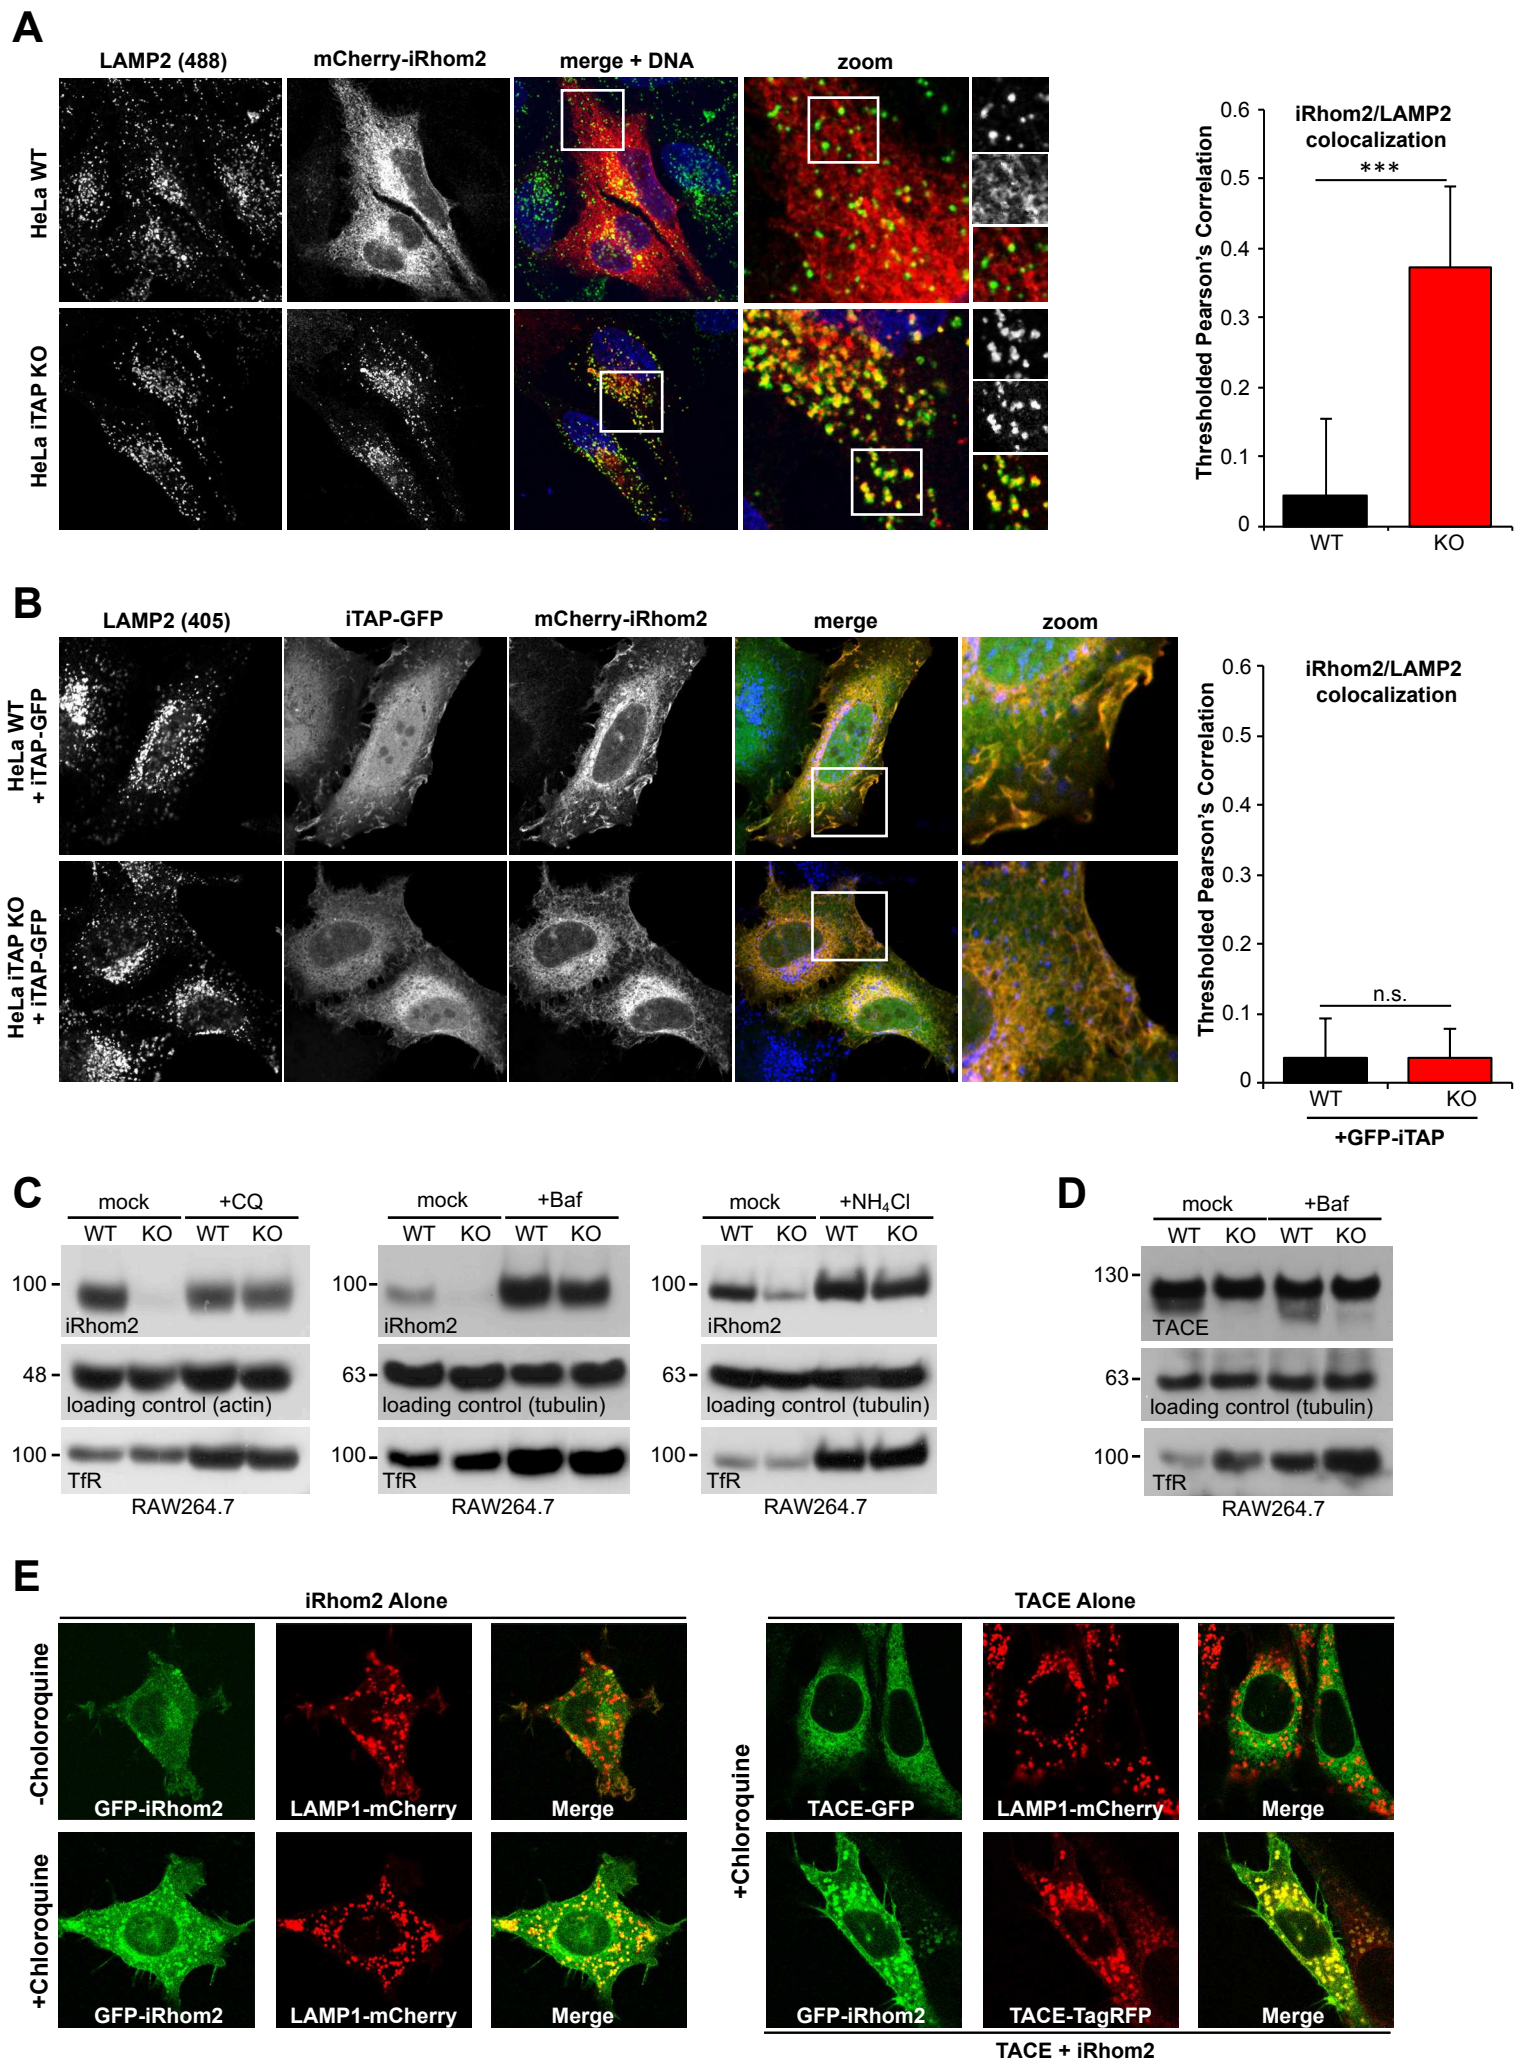 A
LAMP2 (488)
mCherry-iRhom2
merge + DNA
zoom
HeLa WT
HeLa iTAP KO
iRhom2/LAMP2
colocalization
***
Thresholded Pearson's Correlation
0.6
0.5
0.4
0.3
0.2
0.1
0
WT
KO
B
LAMP2 (405)
iTAP-GFP
mCherry-iRhom2
merge
zoom
HeLa WT
+ iTAP-GFP
HeLa iTAP KO
+ iTAP-GFP
iRhom2/LAMP2
colocalization
Thresholded Pearson's Correlation
0.6
0.5
0.4
0.3
0.2
0.1
0
n.s.
WT
KO
+GFP-iTAP
C
mock
+CQ
WT
KO
WT
KO
100
iRhom2
48
loading control (actin)
100
TfR
RAW264.7
mock
+Baf
WT
KO
WT
KO
100
iRhom2
63
loading control (tubulin)
100
TfR
RAW264.7
mock
+NH₄Cl
WT
KO
WT
KO
100
iRhom2
63
loading control (tubulin)
100
TfR
RAW264.7
D
mock
+Baf
WT
KO
WT
KO
130
TACE
63
loading control (tubulin)
100
TfR
RAW264.7
E
iRhom2 Alone
-Choloroquine
GFP-iRhom2
LAMP1-mCherry
Merge
+Chloroquine
GFP-iRhom2
LAMP1-mCherry
Merge
TACE Alone
+Chloroquine
TACE-GFP
LAMP1-mCherry
Merge
GFP-iRhom2
TACE-TagRFP
Merge
TACE + iRhom2